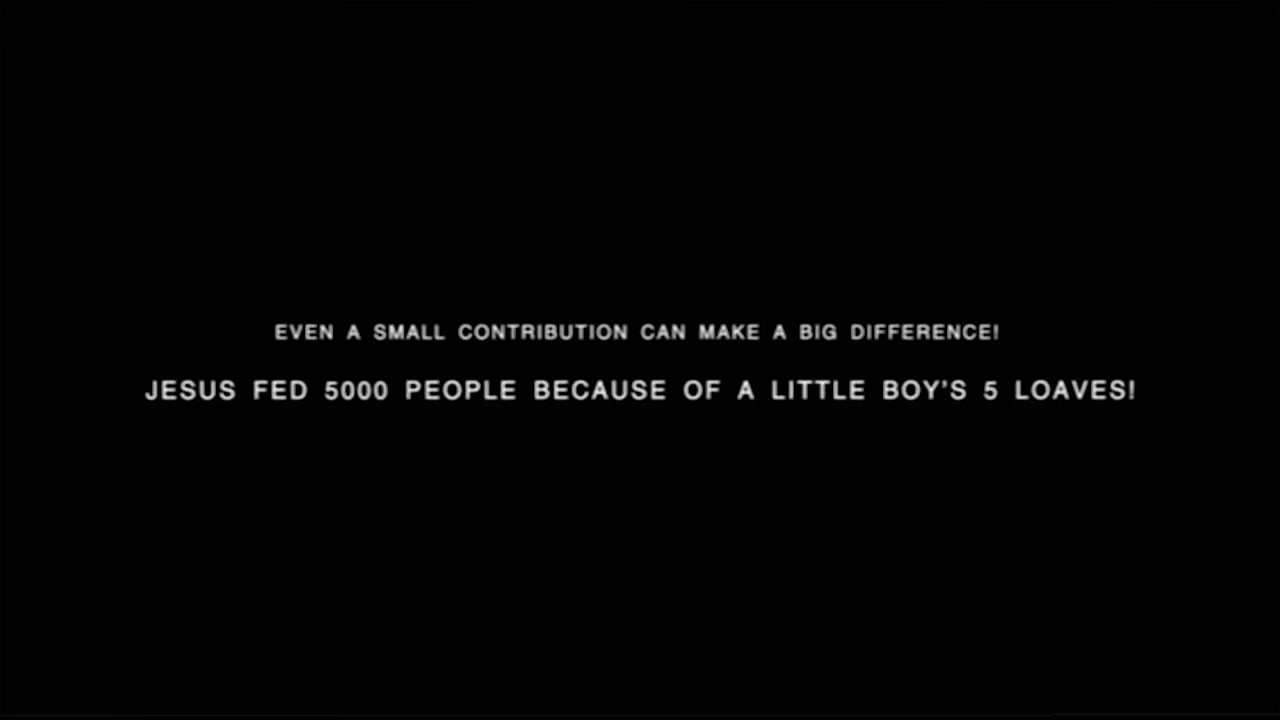 EVEN A SMALL CONTRIBUTION CAN MAKE A BIG DIFFERENCE!
JESUS FED 5000 PEOPLE BECAUSE OF A LITTLE BOY'S 5 LOAVES!